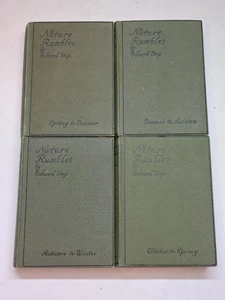 Nature
Rambles
by
Edward Step
Spring to Summer
Nature
Rambles
by
Edward Step
Summer to Autumn
Nature
Rambles
by
Edward Step
Autumn to Winter
Nature
Rambles
by
Edward Step
Winter to Spring